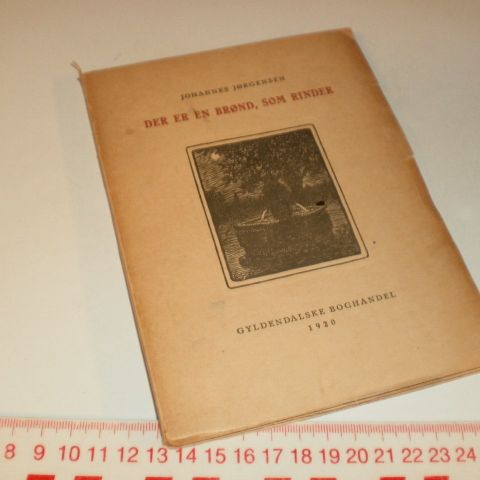 JOHANNES JØRGENSEN
DER ER EN BRØND, SOM RINDER
GYLDENDALSKE BOGHANDEL
1920
8 9 10 11 12 13 14 15 16 17 18 19 20 21 22 23 24